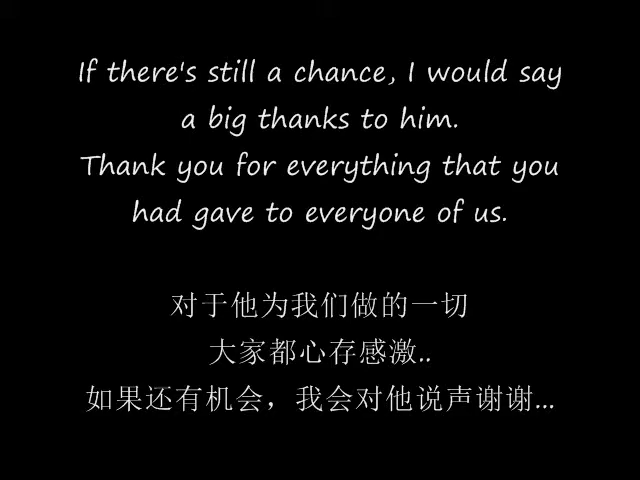 If there's still a chance, I would say
a big thanks to him.
Thank you for everything that you
had gave to everyone of us.
对于他为我们做的一切
大家都心存感激..
如果还有机会，我会对他说声谢谢...